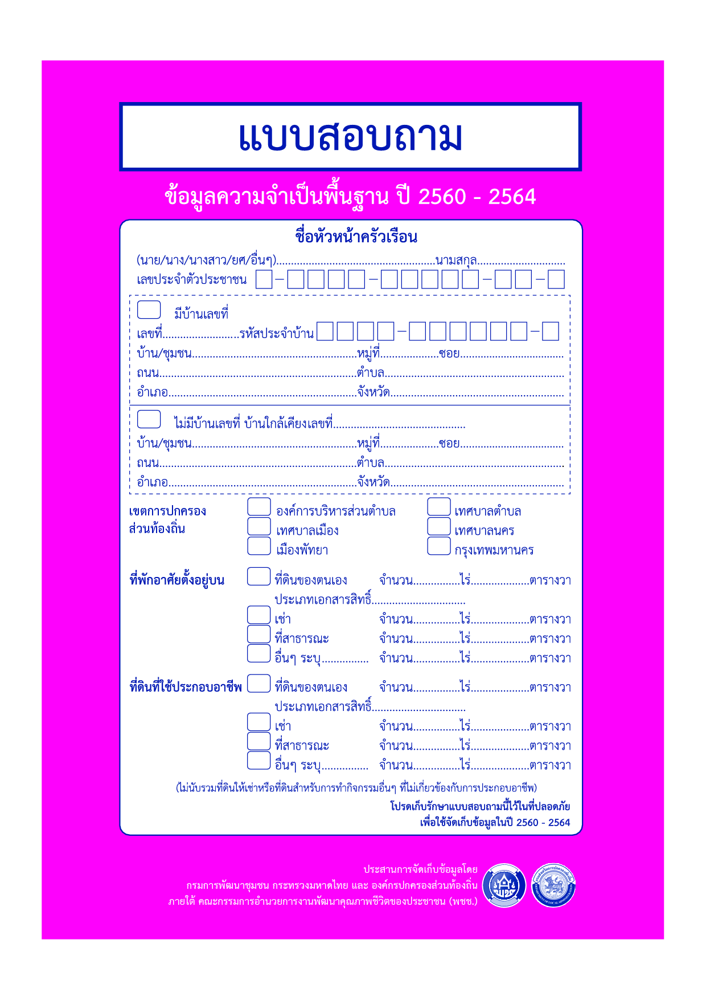 แบบสอบถาม
ข้อมูลความจำเป็นพื้นฐาน ปี 2560 - 2564
ชื่อหัวหน้าครัวเรือน
(นาย/นาง/นางสาว/ยศ/อื่นๆ)......................................................นามสกุล..............................
เลขประจำตัวประชาชน – – – –
มีบ้านเลขที่
เลขที่..........................รหัสประจำบ้าน – –
บ้าน/ชุมชน........................................................หมู่ที่....................ซอย...................................
ถนน...................................................................ตำบล.............................................................
อำเภอ................................................................จังหวัด...........................................................
ไม่มีบ้านเลขที่ บ้านใกล้เคียงเลขที่.............................................
บ้าน/ชุมชน........................................................หมู่ที่....................ซอย...................................
ถนน...................................................................ตำบล.............................................................
อำเภอ................................................................จังหวัด...........................................................
เขตการปกครอง องค์การบริหารส่วนตำบล เทศบาลตำบล
ส่วนท้องถิ่น เทศบาลเมือง เทศบาลนคร
เมืองพัทยา กรุงเทพมหานคร
ที่พักอาศัยตั้งอยู่บน ที่ดินของตนเอง จำนวน................ไร่....................ตารางวา
ประเภทเอกสารสิทธิ์................................
เช่า จำนวน................ไร่....................ตารางวา
ที่สาธารณะ จำนวน................ไร่....................ตารางวา
อื่นๆ ระบุ................ จำนวน................ไร่....................ตารางวา
ที่ดินที่ใช้ประกอบอาชีพ ที่ดินของตนเอง จำนวน................ไร่....................ตารางวา
ประเภทเอกสารสิทธิ์................................
เช่า จำนวน................ไร่....................ตารางวา
ที่สาธารณะ จำนวน................ไร่....................ตารางวา
อื่นๆ ระบุ................ จำนวน................ไร่....................ตารางวา
(ไม่นับรวมที่ดินให้เช่าหรือที่ดินสำหรับการทำกิจกรรมอื่นๆ ที่ไม่เกี่ยวข้องกับการประกอบอาชีพ)
โปรดเก็บรักษาแบบสอบถามนี้ไว้ในที่ปลอดภัย
เพื่อใช้จัดเก็บข้อมูลในปี 2560 - 2564
ประสานการจัดเก็บข้อมูลโดย
กรมการพัฒนาชุมชน กระทรวงมหาดไทย และ องค์กรปกครองส่วนท้องถิ่น
ภายใต้ คณะกรรมการอำนวยการงานพัฒนาคุณภาพชีวิตของประชาชน (พชช.)
กรมส่งเสริมการปกครองท้องถิ่น
DEPARTMENT OF LOCAL ADMINISTRATION